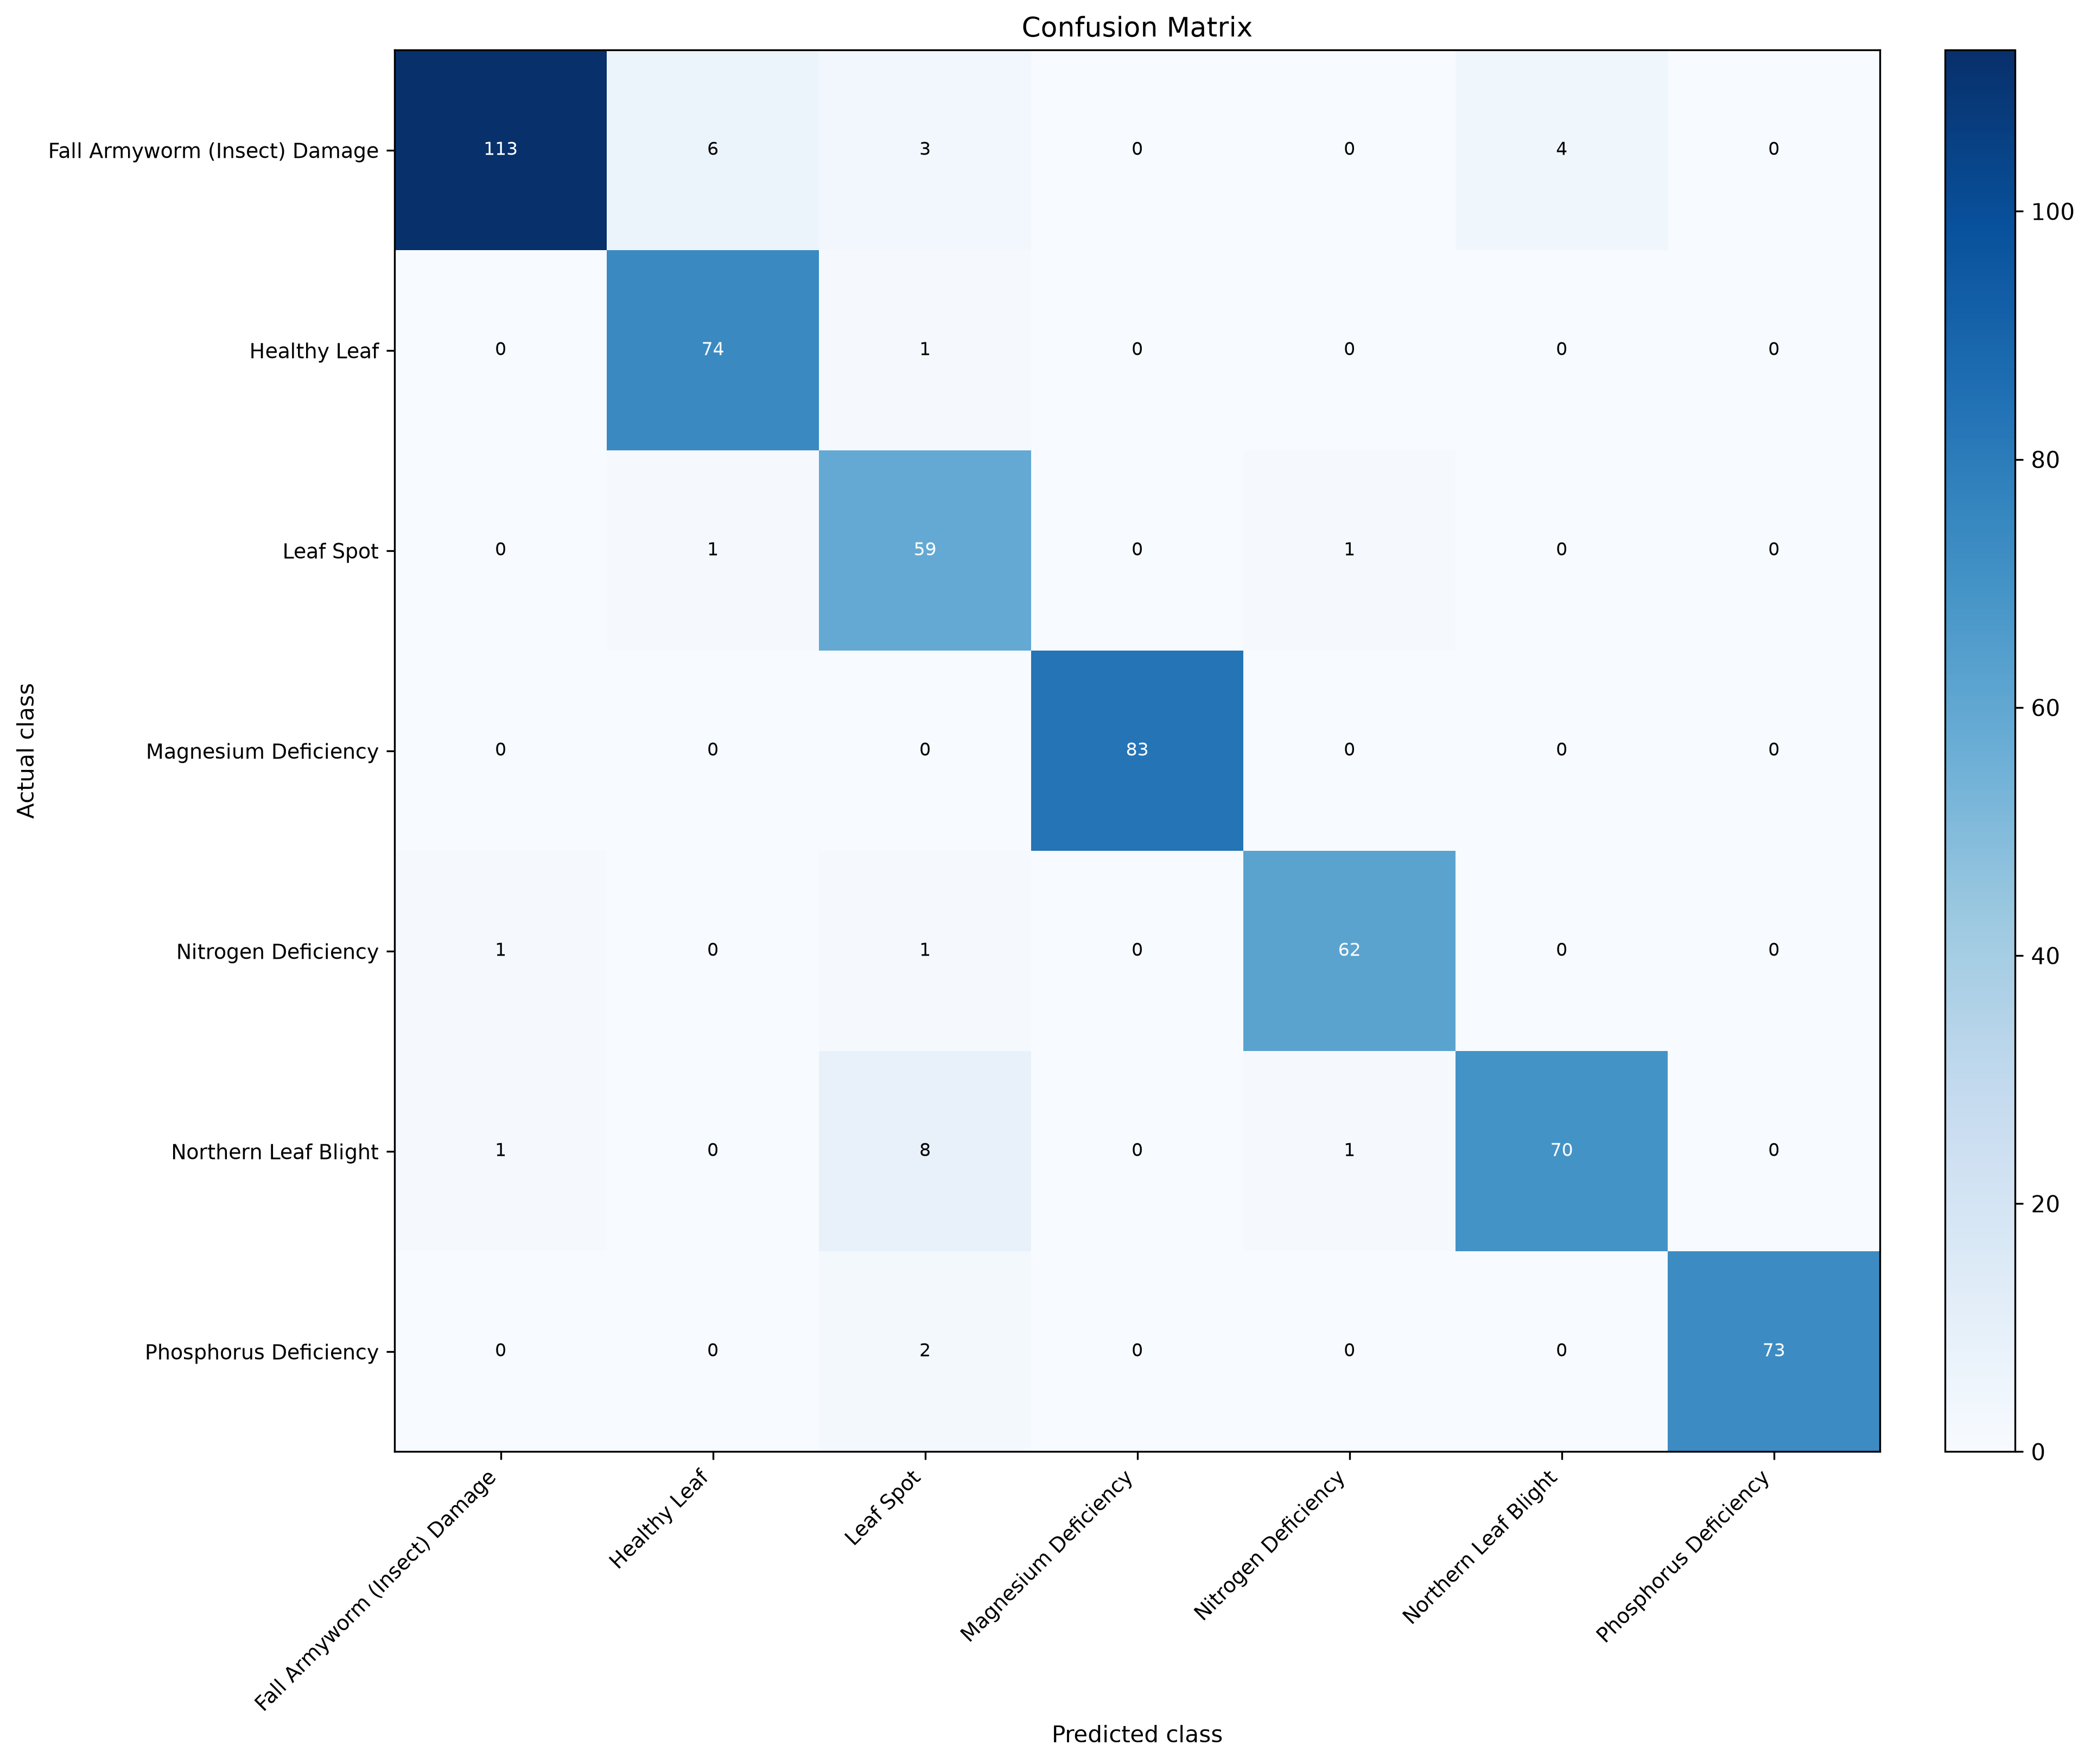 Confusion Matrix
Fall Armyworm (Insect) Damage 113 6 3 0 0 4 0
Healthy Leaf 0 74 1 0 0 0 0
Leaf Spot 0 1 59 0 1 0 0
Magnesium Deficiency 0 0 0 83 0 0 0
Nitrogen Deficiency 1 0 1 0 62 0 0
Northern Leaf Blight 1 0 8 0 1 70 0
Phosphorus Deficiency 0 0 2 0 0 0 73
Actual class
Fall Armyworm (Insect) Damage
Healthy Leaf
Leaf Spot
Magnesium Deficiency
Nitrogen Deficiency
Northern Leaf Blight
Phosphorus Deficiency
Predicted class
100
80
60
40
20
0